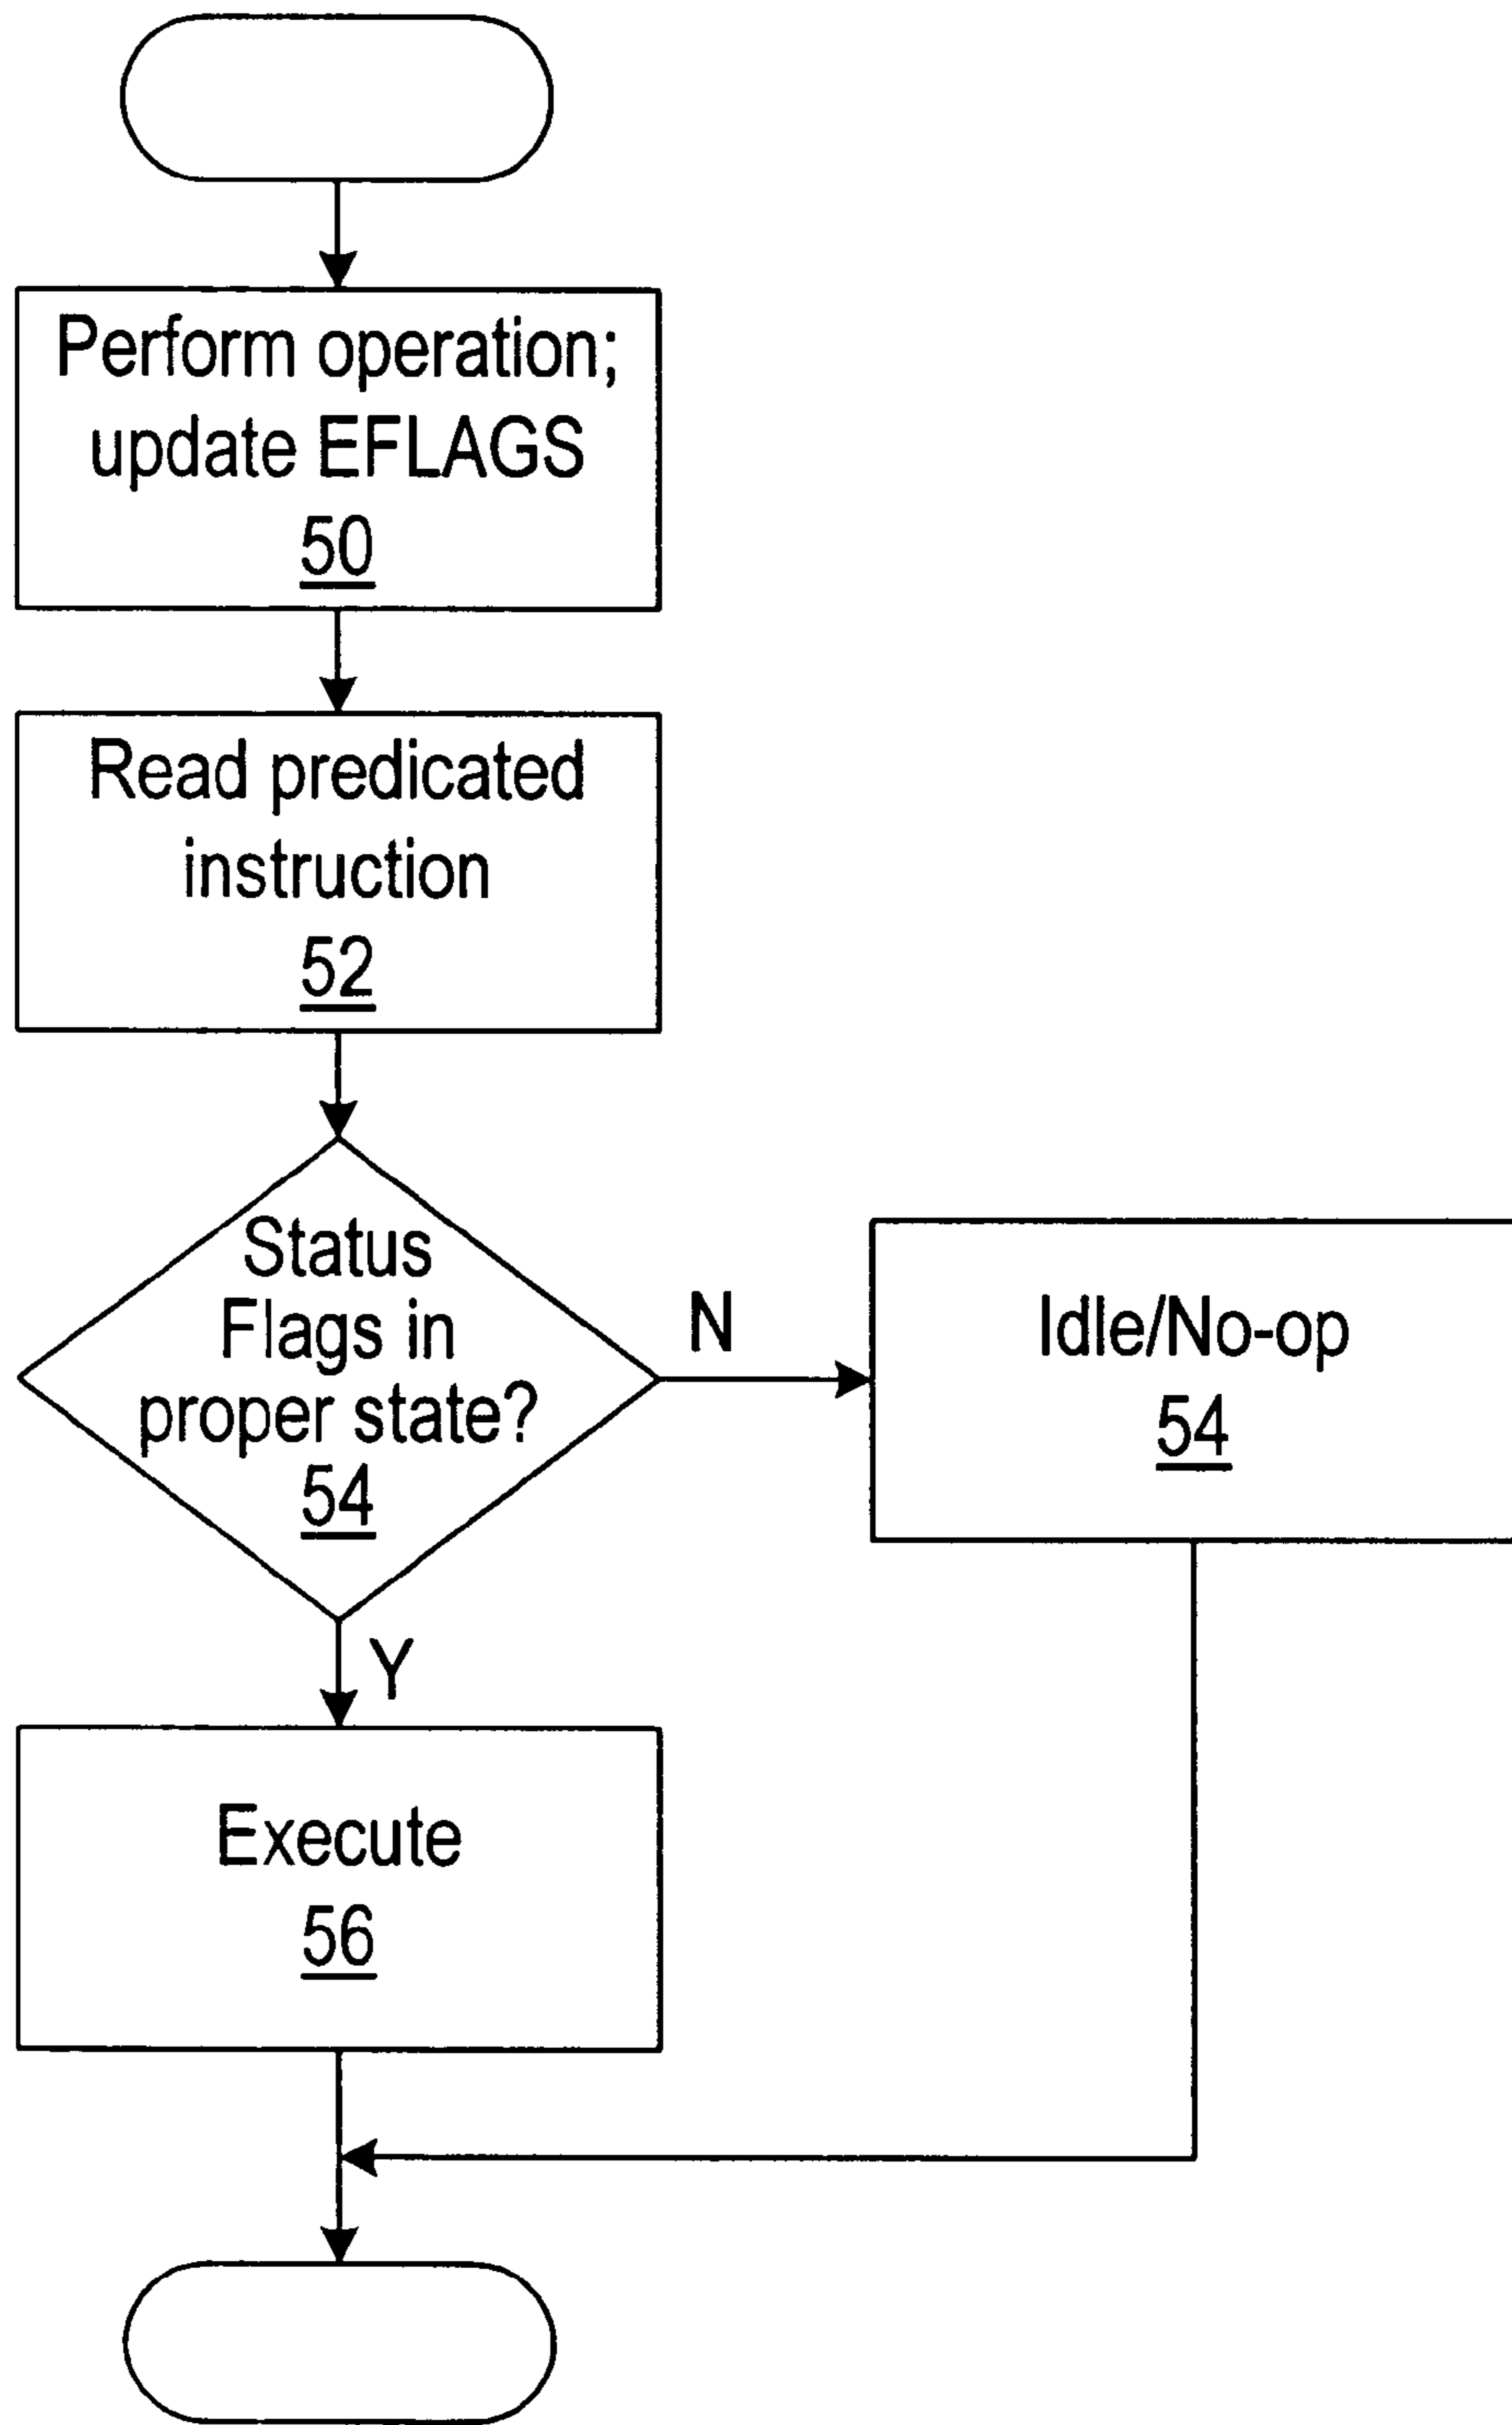 Perform operation;
update EFLAGS
50
Read predicated
instruction
52
Status
Flags in
proper state?
54
N
Idle/No-op
54
Y
Execute
56